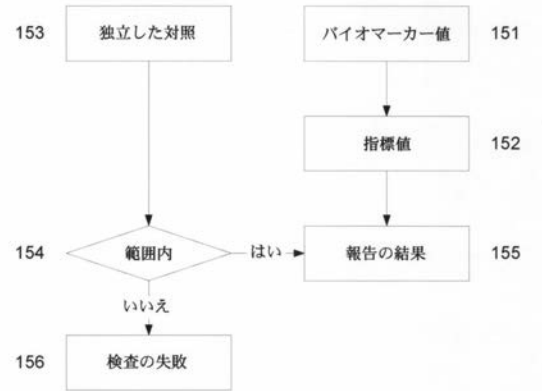 153 独立した対照 バイオマーカー値 151
指標値 152
154 範囲内 はい 報告の結果 155
いいえ
156 検査の失敗